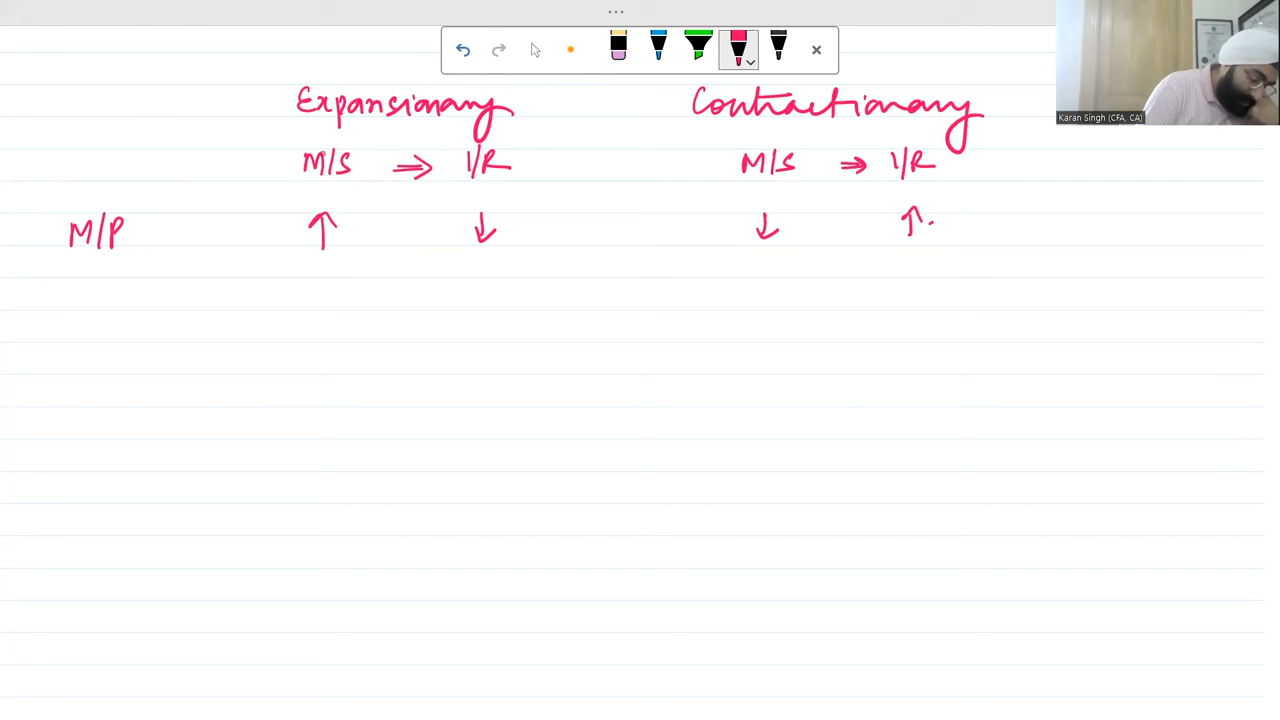 Expansionary Contractionary
M/S ⇒ I/R M/S ⇒ I/R
M/P ↑ ↓ ↓ ↑
Karan Singh (CFA, CA)